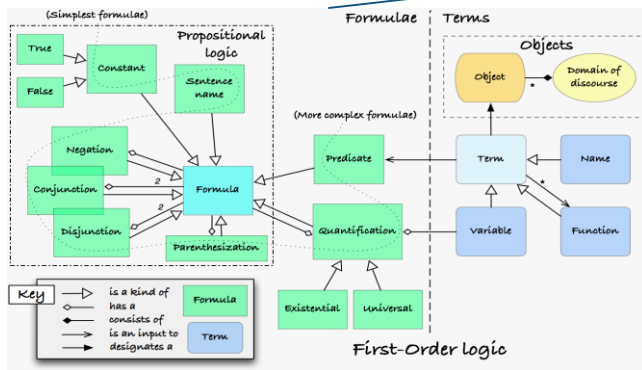 (Simplest formulae)
Formulae
Terms
Propositional
logic
Objects
True
False
Constant
Sentence
name
Object
*
Domain of
discourse
(More complex formulae)
Negation
Conjunction
Disjunction
2
2
Formula
Parenthesization
Predicate
Quantification
Term
Name
*
Variable
Function
Existential
Universal
Key
is a kind of
has a
consists of
is an input to
designates a
Formula
Term
First-Order logic